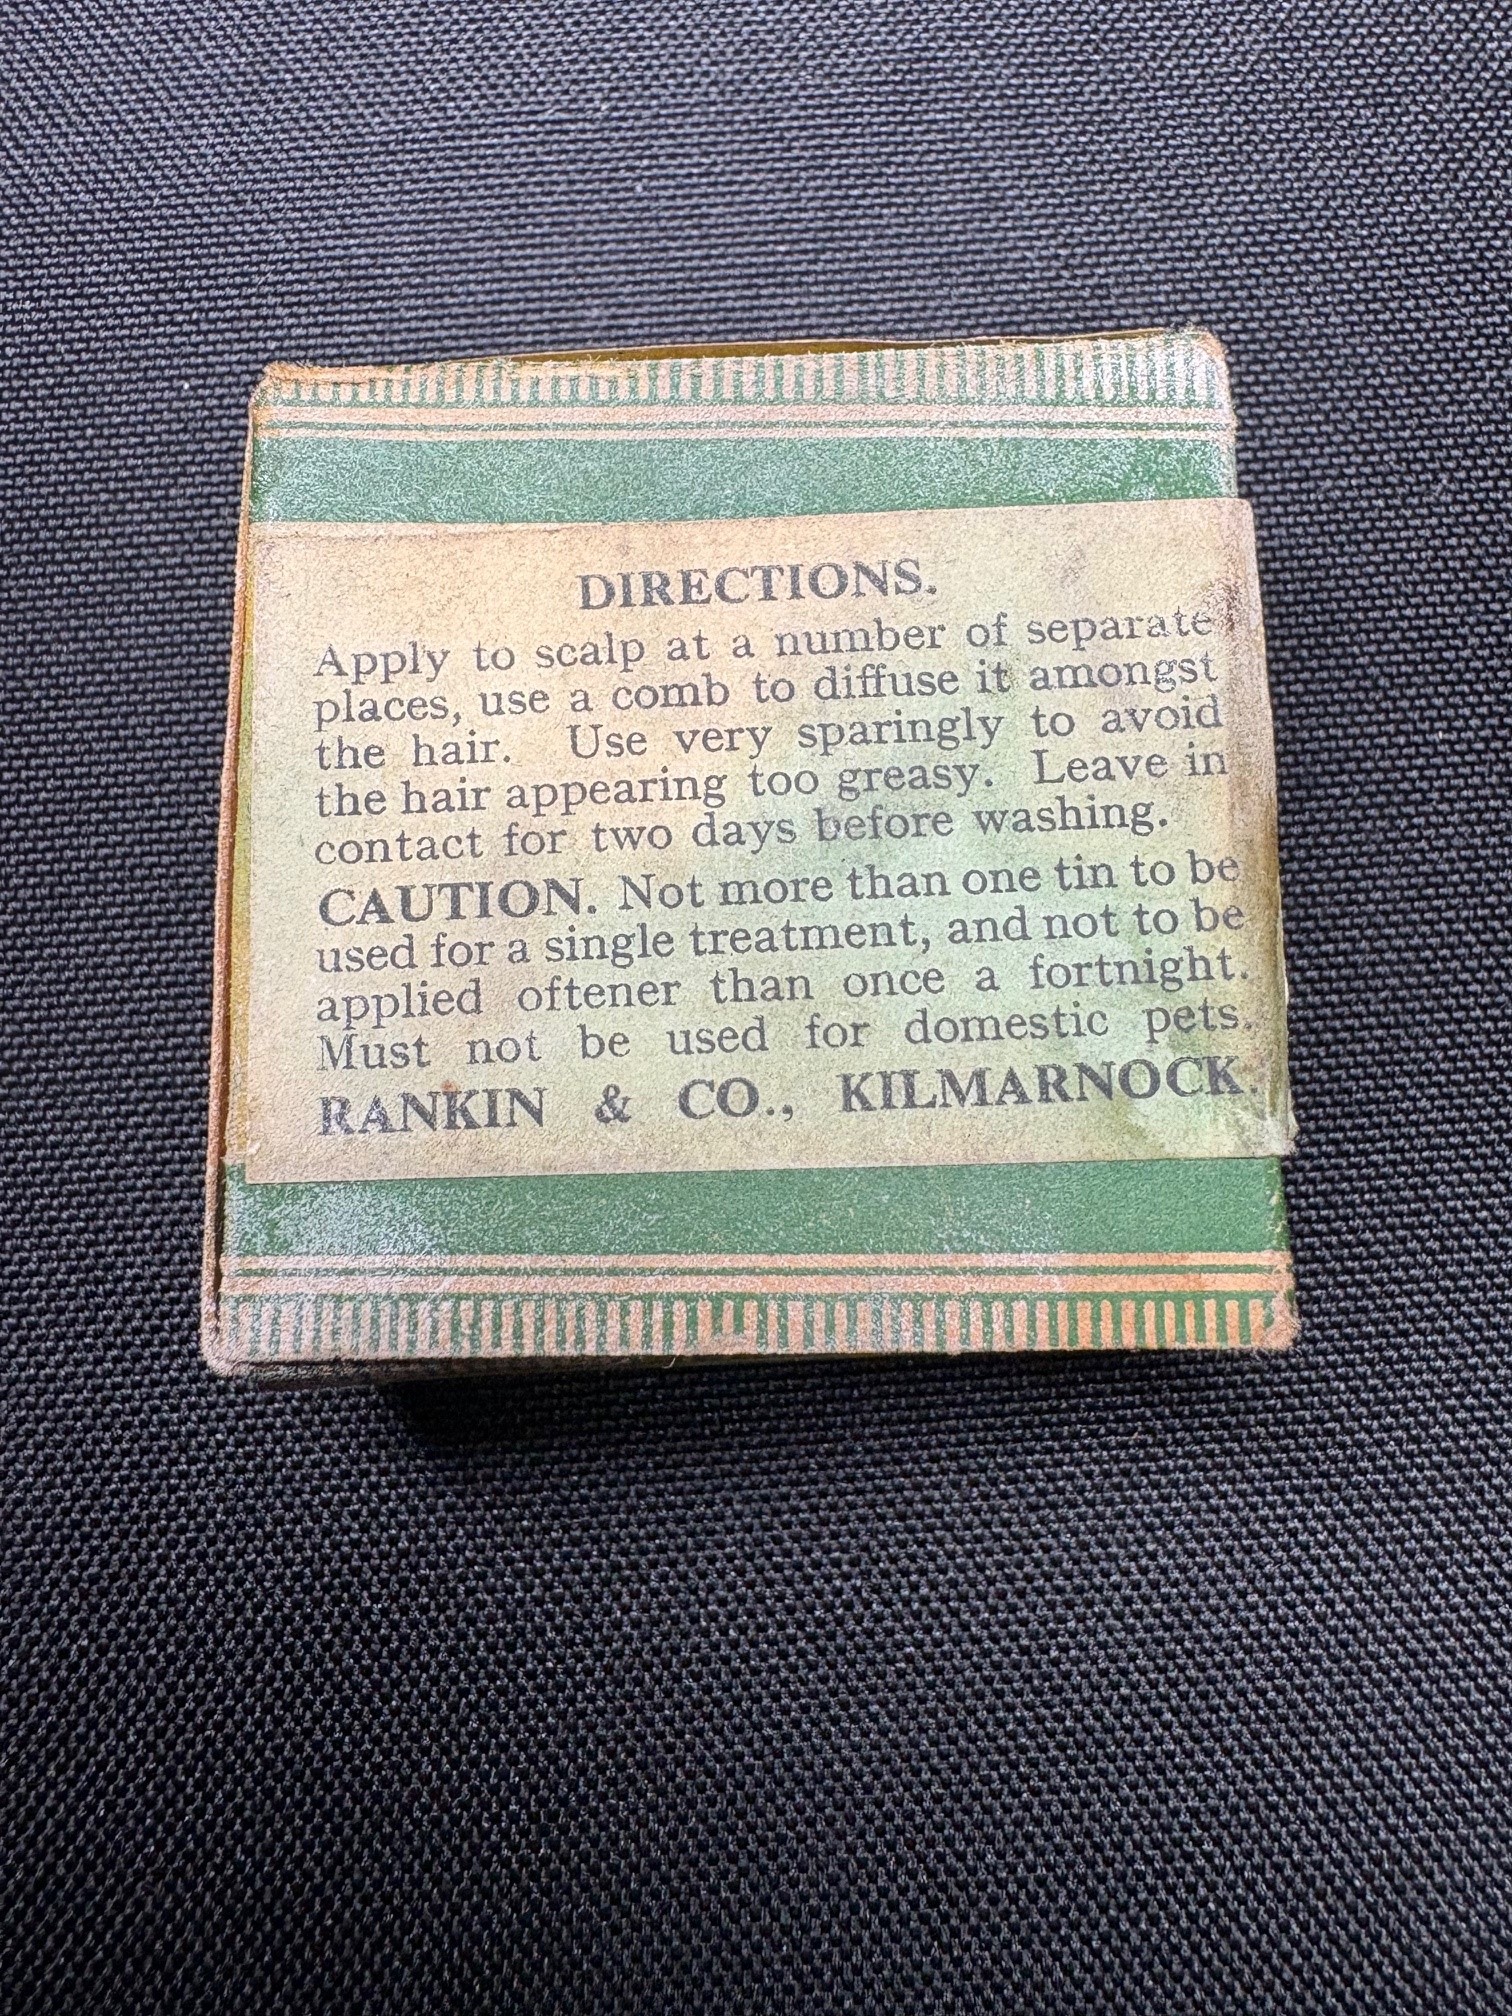 DIRECTIONS.
Apply to scalp at a number of separate
places, use a comb to diffuse it amongst
the hair. Use very sparingly to avoid
the hair appearing too greasy. Leave in
contact for two days before washing.
CAUTION. Not more than one tin to be
used for a single treatment, and not to be
applied oftener than once a fortnight.
Must not be used for domestic pets.
RANKIN & CO., KILMARNOCK.